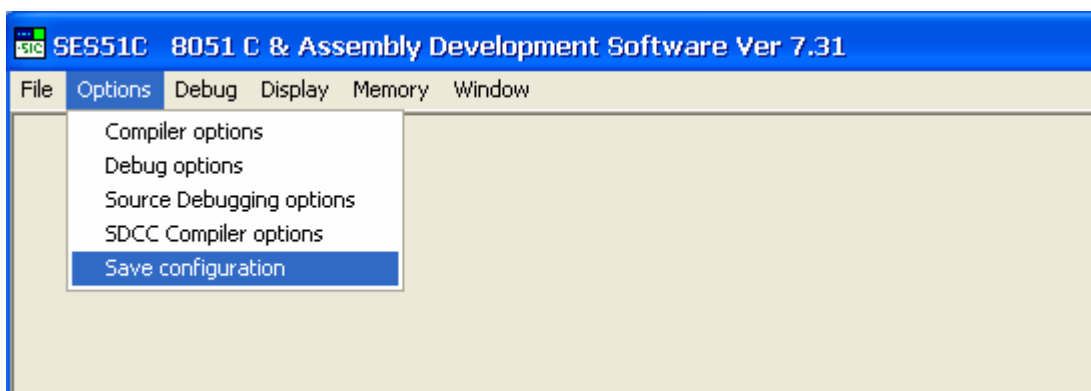 SES51C 8051 C & Assembly Development Software Ver 7.31
File Options Debug Display Memory Window
Compiler options
Debug options
Source Debugging options
SDCC Compiler options
Save configuration